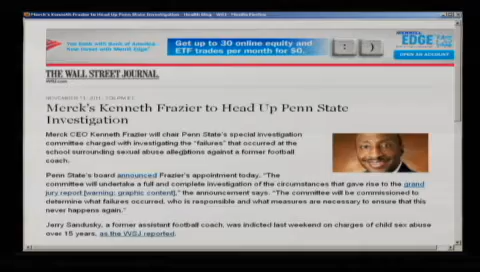 Merck's Kenneth Frazier to Head Up Penn State Investigation - Health Blog - WSJ - Mozilla Firefox
Get up to 30 online equity and
ETF trades per month for $0.
: )
EDGE
OPEN AN ACCOUNT
THE WALL STREET JOURNAL
WSJ.com
Merck's Kenneth Frazier to Head Up Penn State
Investigation
Merck CEO Kenneth Frazier will chair Penn State's special investigation
committee charged with investigating the "failures" that occurred at the
school surrounding sexual abuse allegations against a former football
coach.
Penn State's board announced Frazier's appointment today. "The
committee will undertake a full and complete investigation of the circumstances that gave rise to the grand
jury report [warning: graphic content]," the announcement says. "The committee will be commissioned to
determine what failures occurred, who is responsible and what measures are necessary to ensure that this
never happens again."
Jerry Sandusky, a former assistant football coach, was indicted last weekend on charges of child sex abuse
over 15 years, as the WSJ reported.